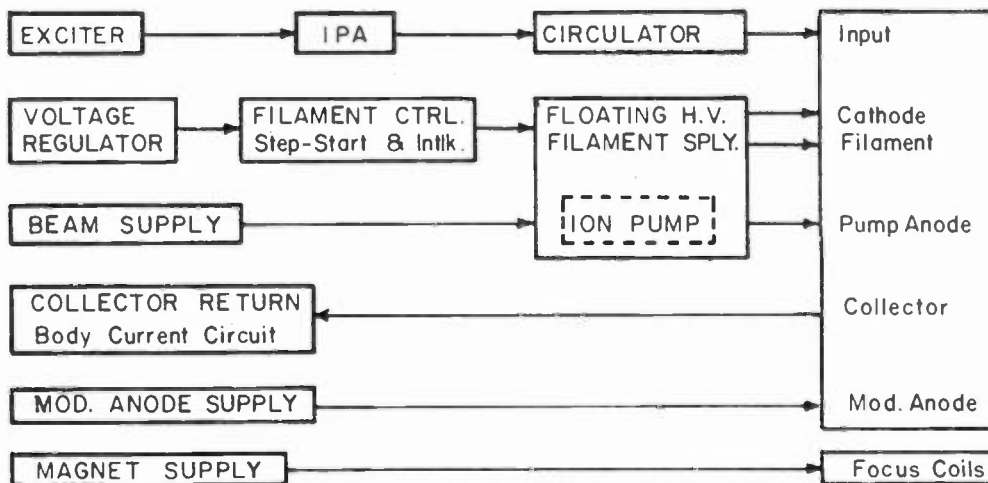 EXCITER
IPA
CIRCULATOR
Input
VOLTAGE
REGULATOR
FILAMENT CTRL.
Step-Start & Intlk.
FLOATING H.V.
FILAMENT SPLY.
Cathode
Filament
BEAM SUPPLY
ION PUMP
Pump Anode
COLLECTOR RETURN
Body Current Circuit
Collector
MOD. ANODE SUPPLY
Mod. Anode
MAGNET SUPPLY
Focus Coils